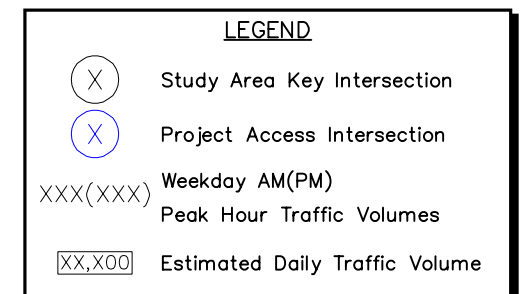 LEGEND
X Study Area Key Intersection
X Project Access Intersection
XXX(XXX) Weekday AM(PM)
Peak Hour Traffic Volumes
XX,X00 Estimated Daily Traffic Volume